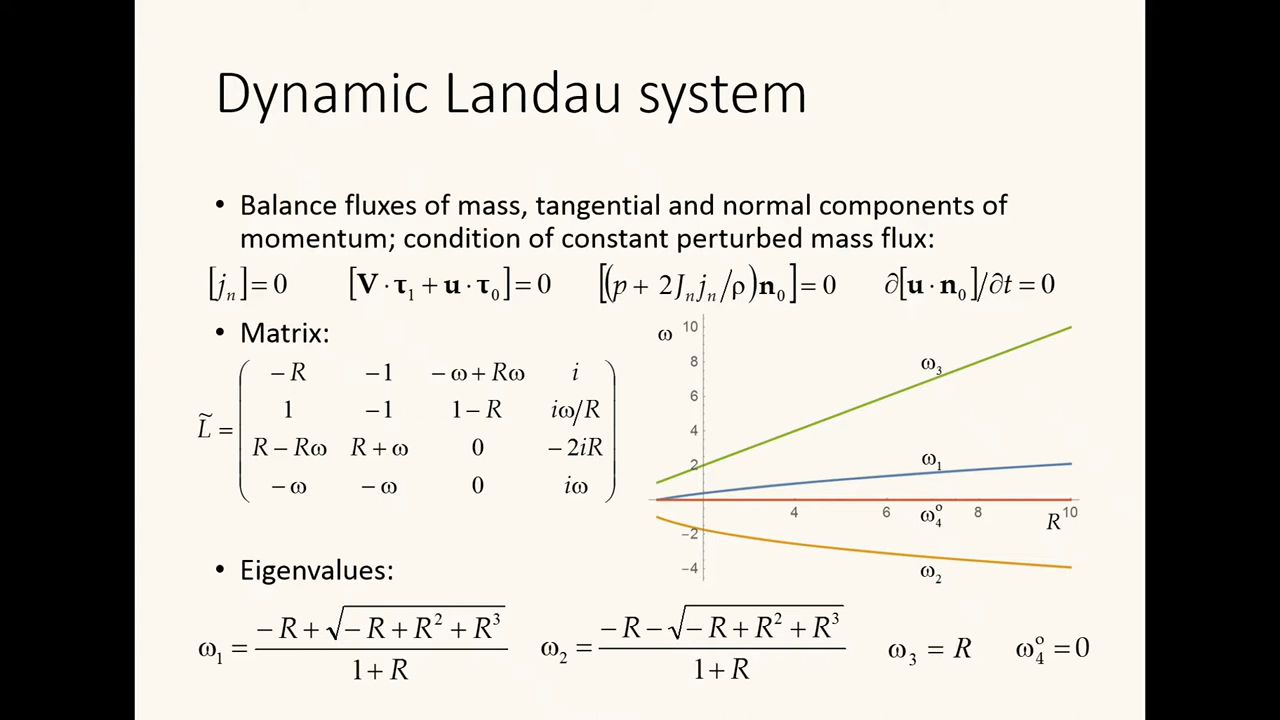 Dynamic Landau system
• Balance fluxes of mass, tangential and normal components of
momentum; condition of constant perturbed mass flux:
[jₙ]=0 [V·τ₁+u·τ₀]=0 [(p+2Jₙjₙ/ρ)n₀]=0 ∂[u·n₀]/∂t=0
• Matrix:
L̃ =
−R −1 −ω+Rω i
1 −1 1−R iω/R
R−Rω R+ω 0 −2iR
−ω −ω 0 iω
ω 10
8
6
4
2
−2
−4
4 6 8 10
R
ω₃
ω₁
ω₄°
ω₂
• Eigenvalues:
ω₁ = (−R+√(−R+R²+R³))/(1+R) ω₂ = (−R−√(−R+R²+R³))/(1+R) ω₃ = R ω₄° = 0